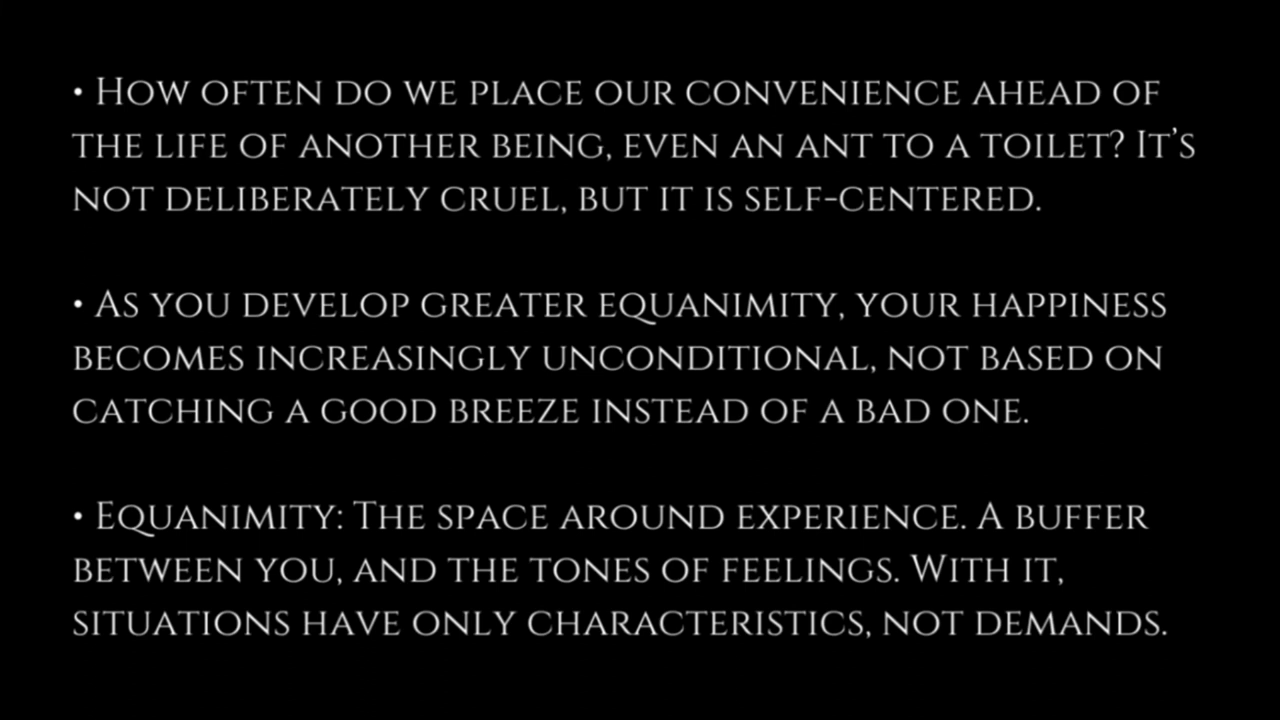 • How often do we place our convenience ahead of
the life of another being, even an ant to a toilet? It's
not deliberately cruel, but it is self-centered.
• As you develop greater equanimity, your happiness
becomes increasingly unconditional, not based on
catching a good breeze instead of a bad one.
• Equanimity: The space around experience. A buffer
between you, and the tones of feelings. With it,
situations have only characteristics, not demands.